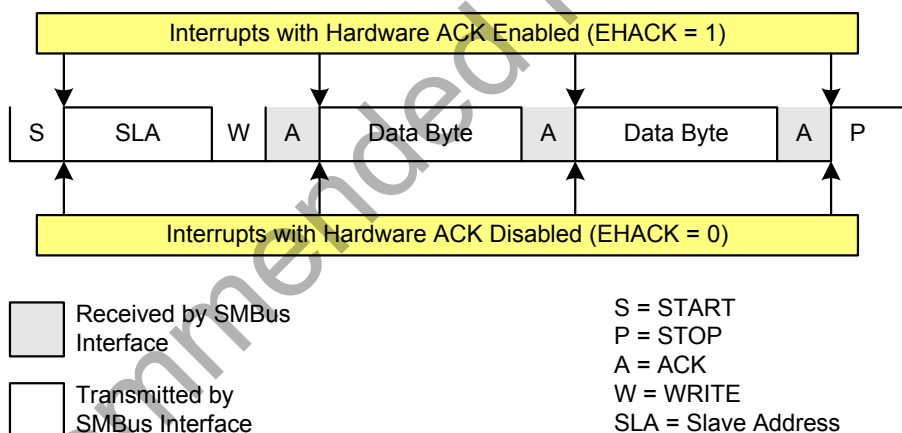 Interrupts with Hardware ACK Enabled (EHACK = 1)
S SLA W A Data Byte A Data Byte A P
Interrupts with Hardware ACK Disabled (EHACK = 0)
Received by SMBus
Interface
Transmitted by
SMBus Interface
S = START
P = STOP
A = ACK
W = WRITE
SLA = Slave Address
mmended